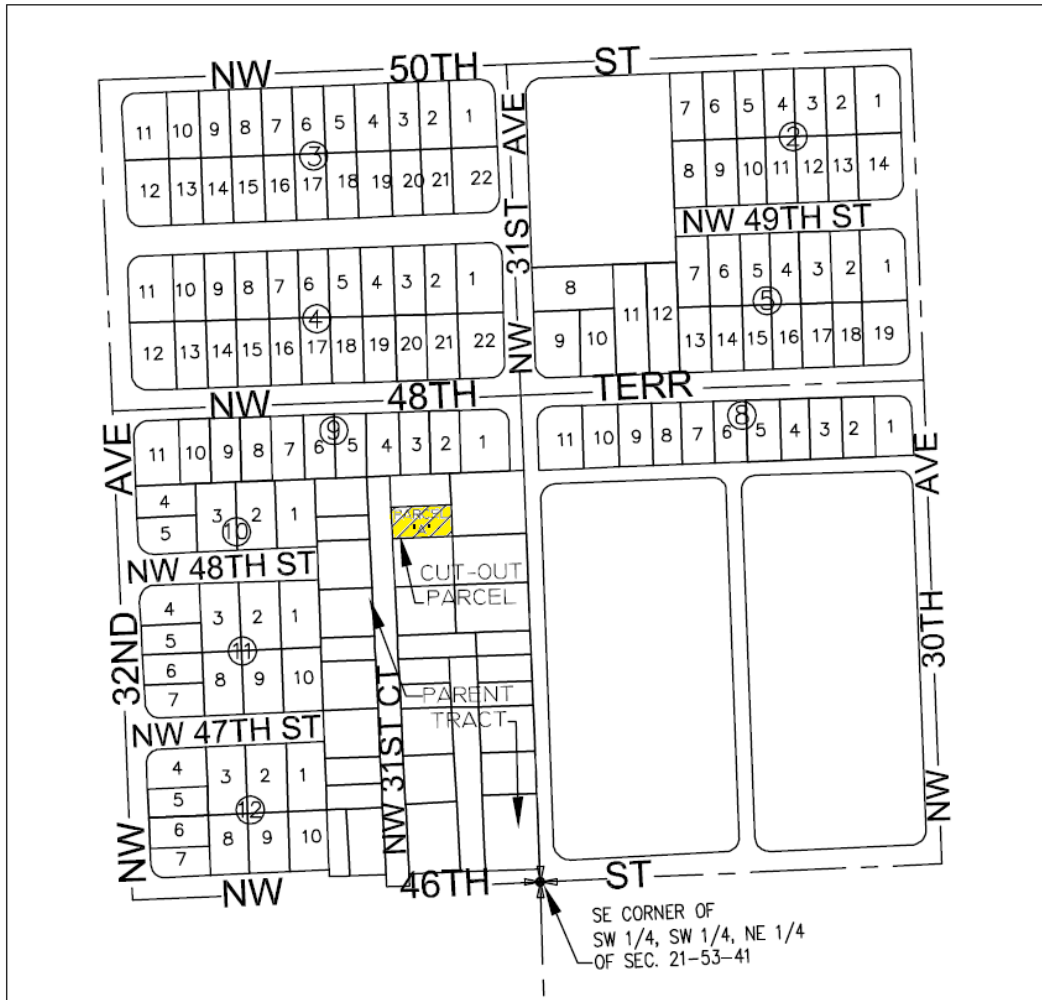 NW 50TH ST
11 10 9 8 7 6 5 4 3 2 1
3
12 13 14 15 16 17 18 19 20 21 22
7 6 5 4 3 2 1
2
8 9 10 11 12 13 14
NW 31ST AVE
NW 49TH ST
11 10 9 8 7 6 5 4 3 2 1
4
12 13 14 15 16 17 18 19 20 21 22
8
9 10 11 12
7 6 5 4 3 2 1
5
13 14 15 16 17 18 19
NW 48TH TERR
9
11 10 9 8 7 6 5 4 3 2 1
8
11 10 9 8 7 6 5 4 3 2 1
NW 32ND AVE
NW 30TH AVE
4 3 2 1
5
10
PARCEL
"A"
CUT-OUT
PARCEL
NW 48TH ST
4 3 2 1
5
11
6 8 9 10
7
PARENT
TRACT
NW 31ST CT
NW 47TH ST
4 3 2 1
5
12
6 8 9 10
7
NW 46TH ST
SE CORNER OF
SW 1/4, SW 1/4, NE 1/4
OF SEC. 21-53-41